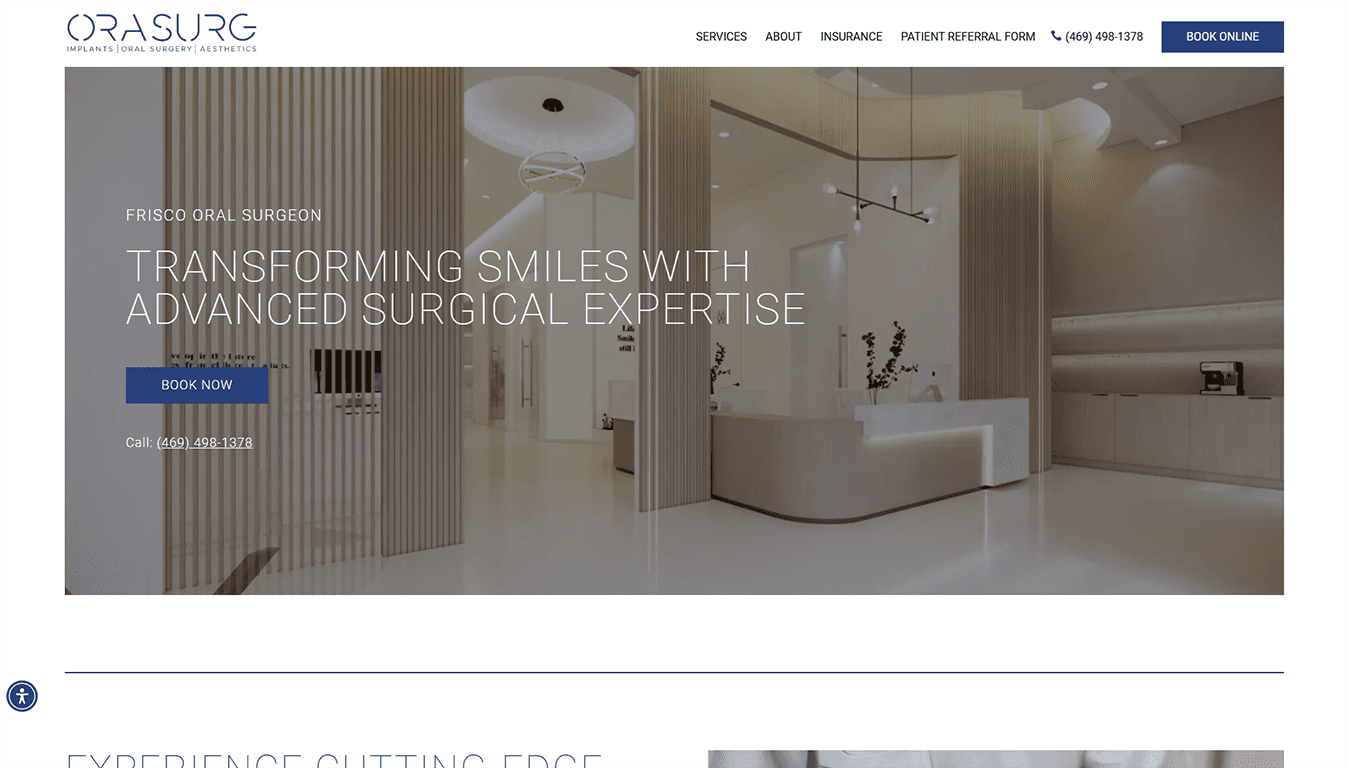 ORASURG
IMPLANTS | ORAL SURGERY | AESTHETICS
SERVICES
ABOUT
INSURANCE
PATIENT REFERRAL FORM
(469) 498-1378
BOOK ONLINE
FRISCO ORAL SURGEON
TRANSFORMING SMILES WITH
ADVANCED SURGICAL EXPERTISE
BOOK NOW
Call: (469) 498-1378
EXPERIENCE CUTTING EDGE